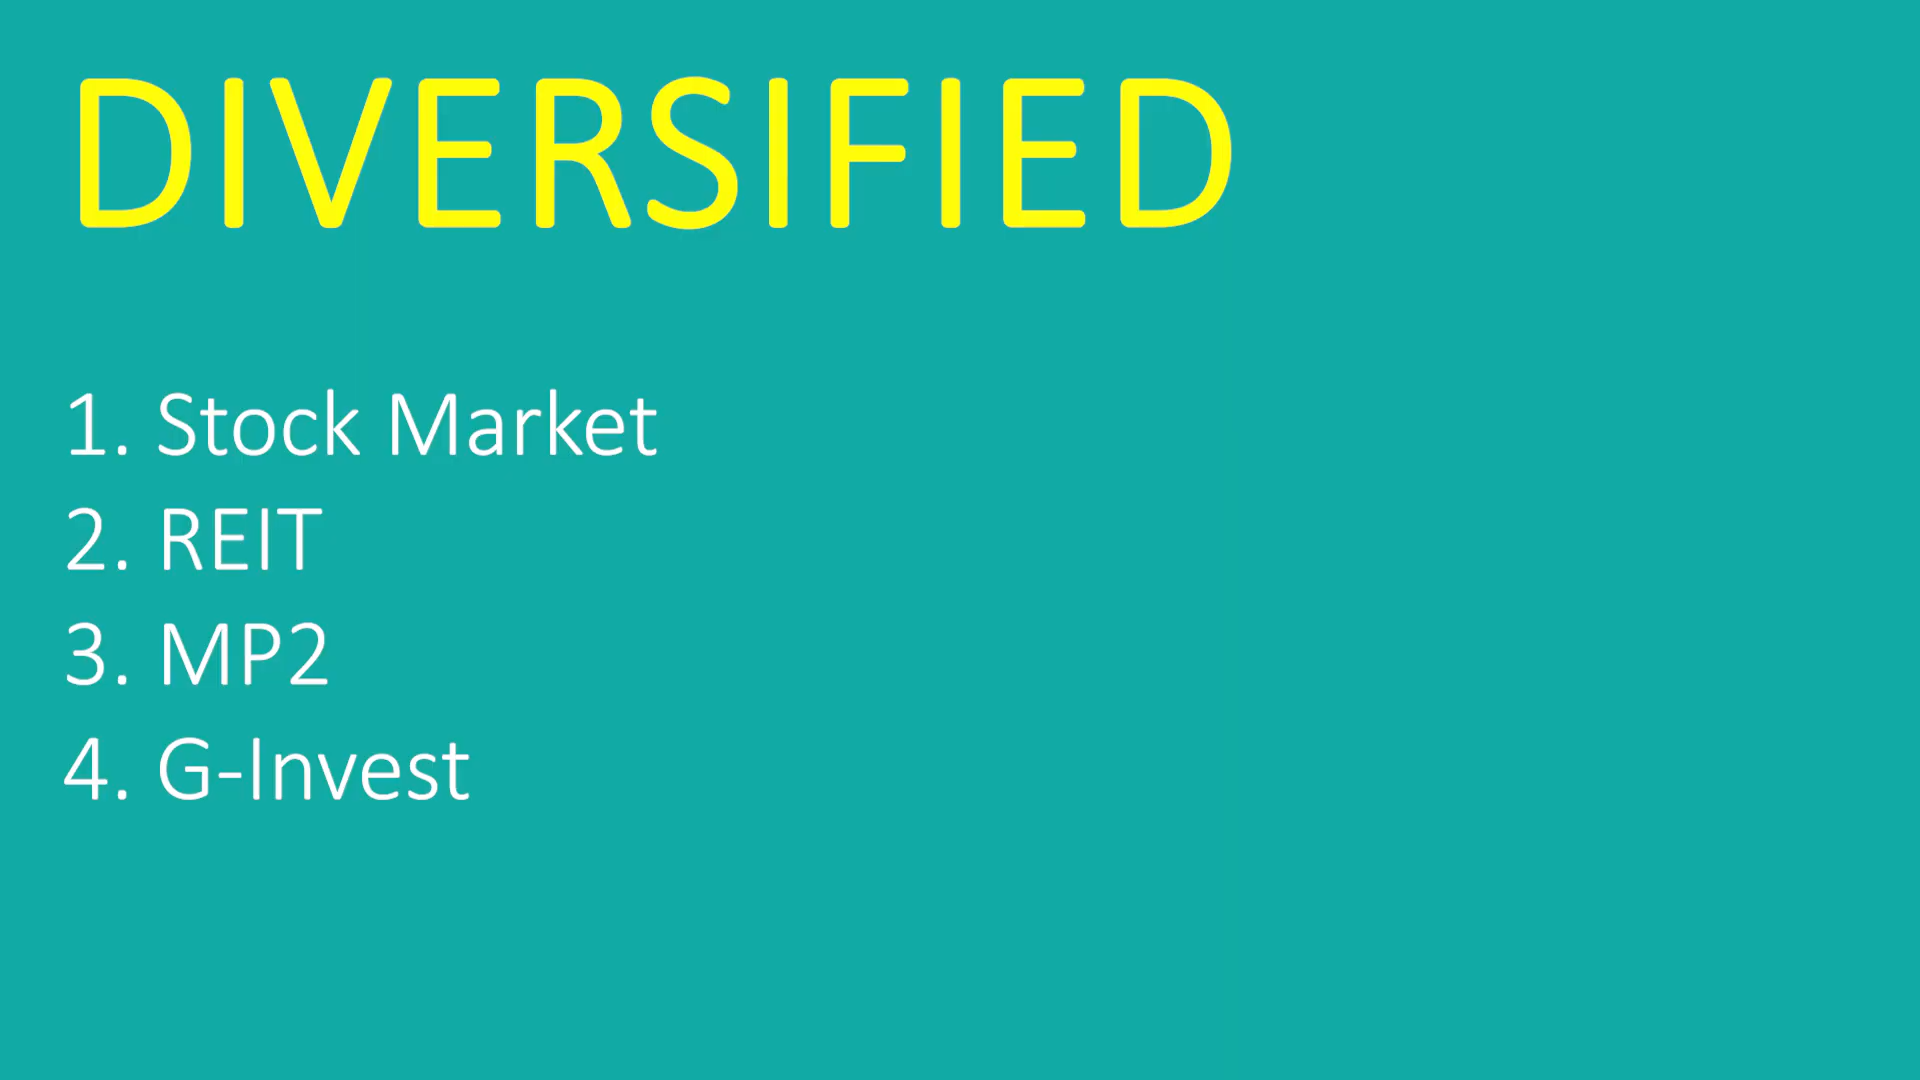 DIVERSIFIED
1. Stock Market
2. REIT
3. MP2
4. G-Invest